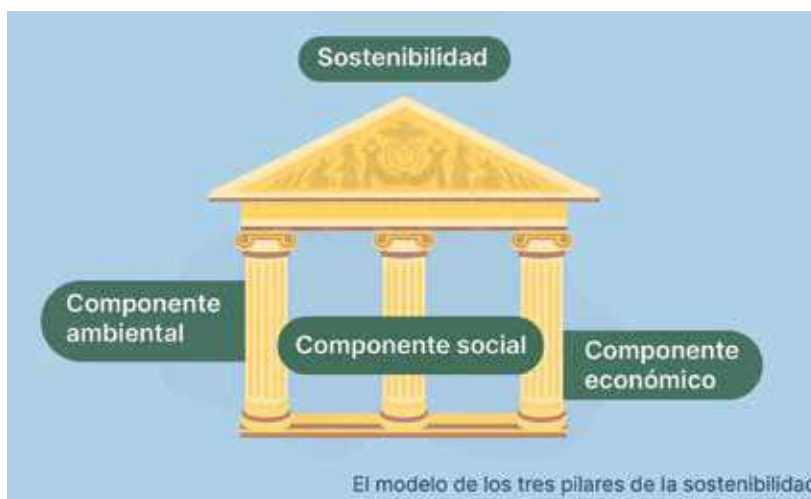 Sostenibilidad
Componente
ambiental
Componente social
Componente
económico
El modelo de los tres pilares de la sostenibilidad